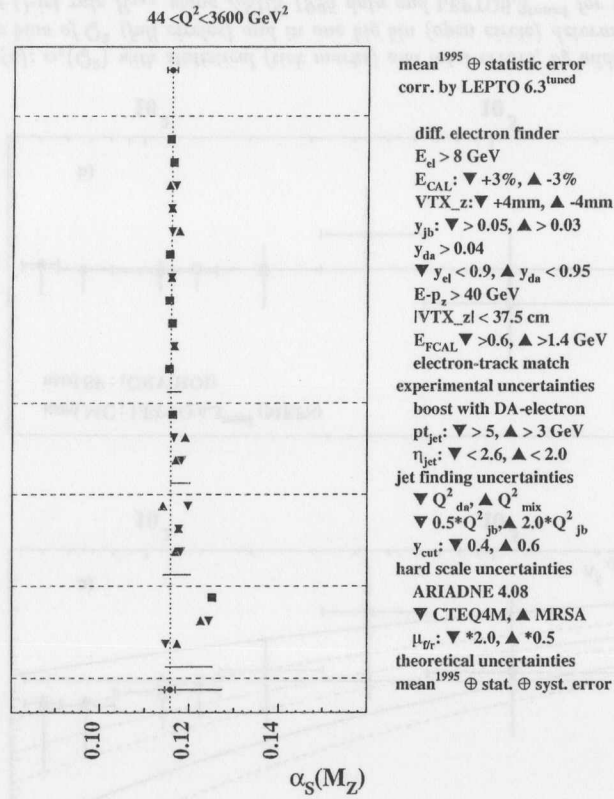 44 <Q²<3600 GeV²
mean¹⁹⁹⁵ ⊕ statistic error
corr. by LEPTO 6.3ᵗᵘⁿᵉᵈ
diff. electron finder
E_el > 8 GeV
E_CAL: ▼ +3%, ▲ -3%
VTX_z: ▼ +4mm, ▲ -4mm
y_jb: ▼ > 0.05, ▲ > 0.03
y_da > 0.04
▼ y_el < 0.9, ▲ y_da < 0.95
E-p_z > 40 GeV
|VTX_z| < 37.5 cm
E_FCAL ▼ >0.6, ▲ >1.4 GeV
electron-track match
experimental uncertainties
boost with DA-electron
pt_jet: ▼ > 5, ▲ > 3 GeV
η_jet: ▼ < 2.6, ▲ < 2.0
jet finding uncertainties
▼ Q²_da, ▲ Q²_mix
▼ 0.5*Q²_jb, ▲ 2.0*Q²_jb
y_cut: ▼ 0.4, ▲ 0.6
hard scale uncertainties
ARIADNE 4.08
▼ CTEQ4M, ▲ MRSA
μ_f/r: ▼ *2.0, ▲ *0.5
theoretical uncertainties
mean¹⁹⁹⁵ ⊕ stat. ⊕ syst. error
0.10 0.12 0.14
α_S(M_Z)